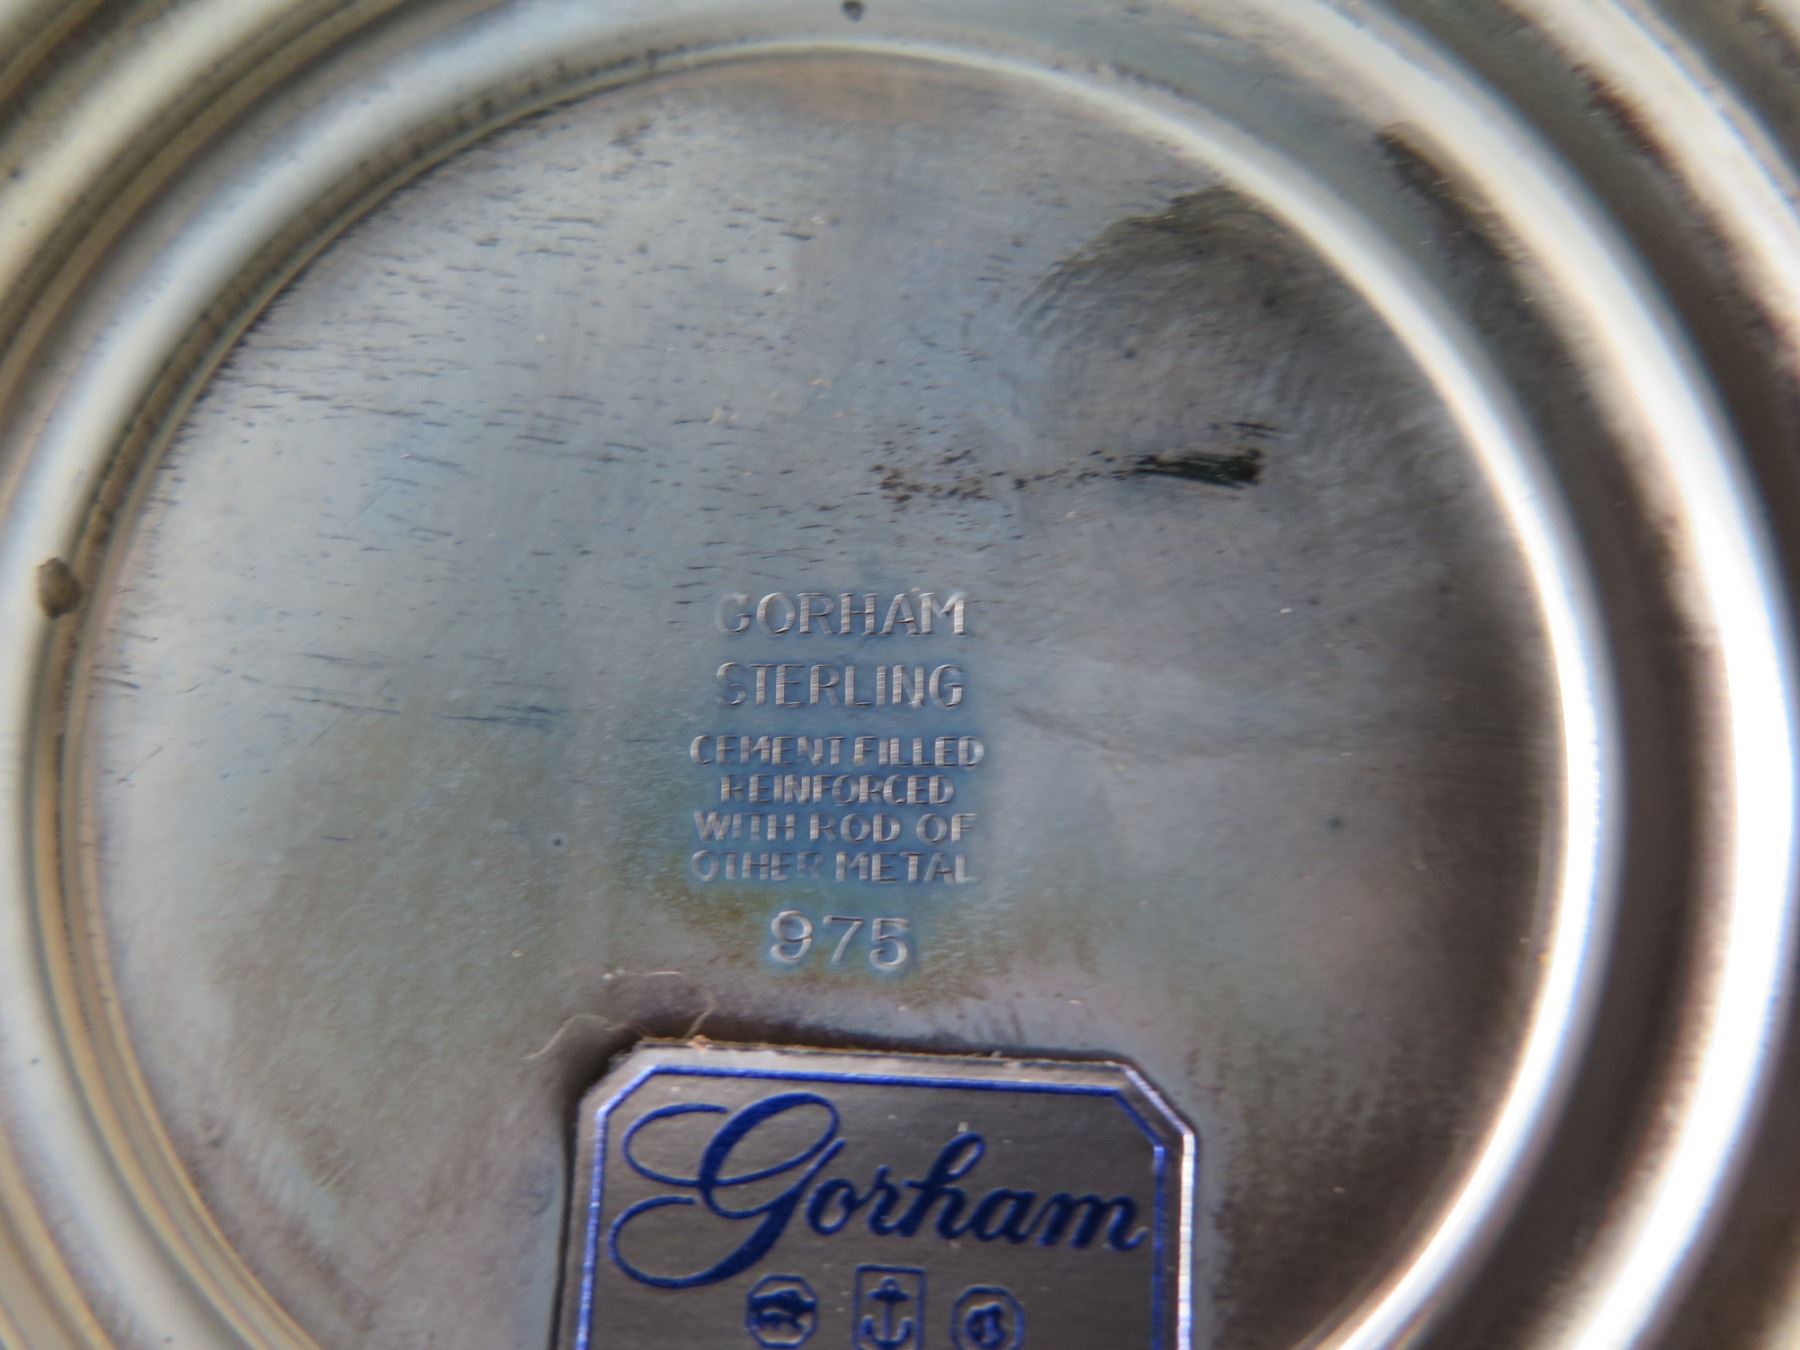 GORHAM
STERLING
CEMENT FILLED
REINFORCED
WITH ROD OF
OTHER METAL
975
Gorham